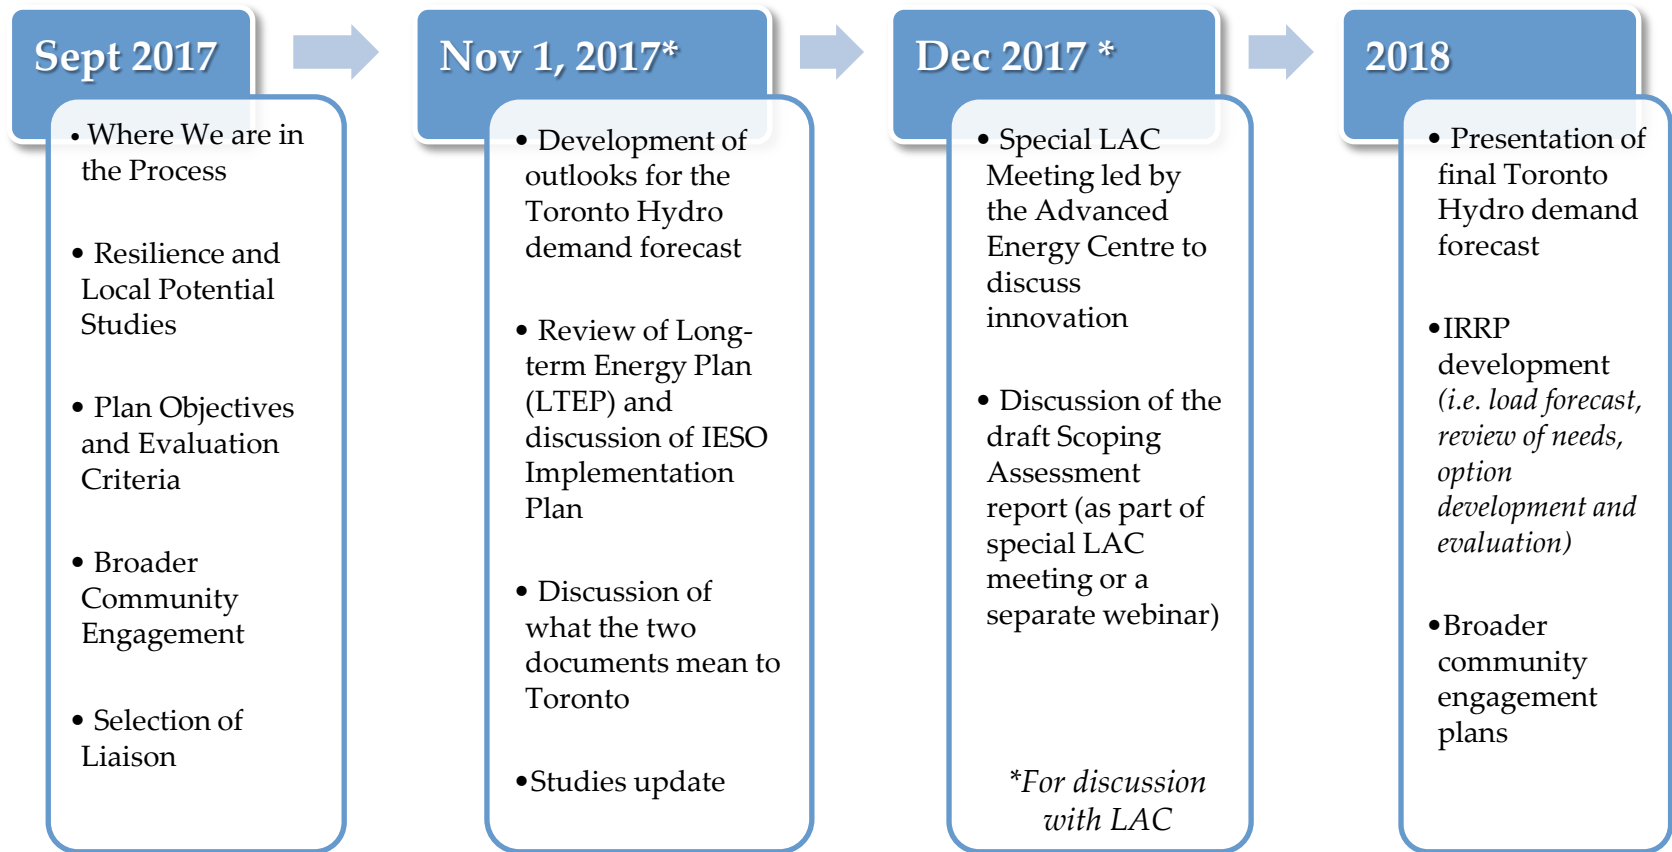 Sept 2017
• Where We are in
the Process
• Resilience and
Local Potential
Studies
• Plan Objectives
and Evaluation
Criteria
• Broader
Community
Engagement
• Selection of
Liaison
Nov 1, 2017*
• Development of
outlooks for the
Toronto Hydro
demand forecast
• Review of Long-
term Energy Plan
(LTEP) and
discussion of IESO
Implementation
Plan
• Discussion of
what the two
documents mean to
Toronto
•Studies update
Dec 2017 *
• Special LAC
Meeting led by
the Advanced
Energy Centre to
discuss
innovation
• Discussion of the
draft Scoping
Assessment
report (as part of
special LAC
meeting or a
separate webinar)
*For discussion
with LAC
2018
• Presentation of
final Toronto
Hydro demand
forecast
•IRRP
development
(i.e. load forecast,
review of needs,
option
development and
evaluation)
•Broader
community
engagement
plans